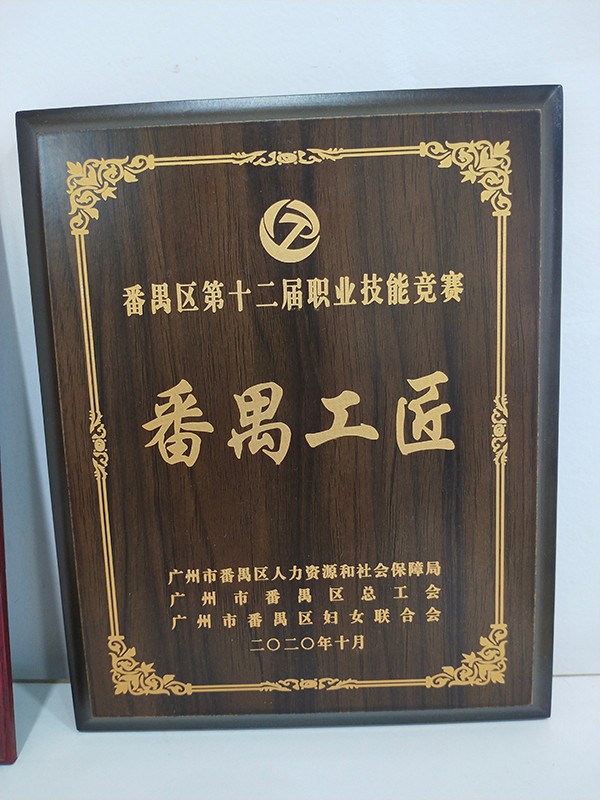 番禺区第十二届职业技能竞赛
番禺工匠
广州市番禺区人力资源和社会保障局
广州市番禺区总工会
广州市番禺区妇女联合会
二〇二〇年十月